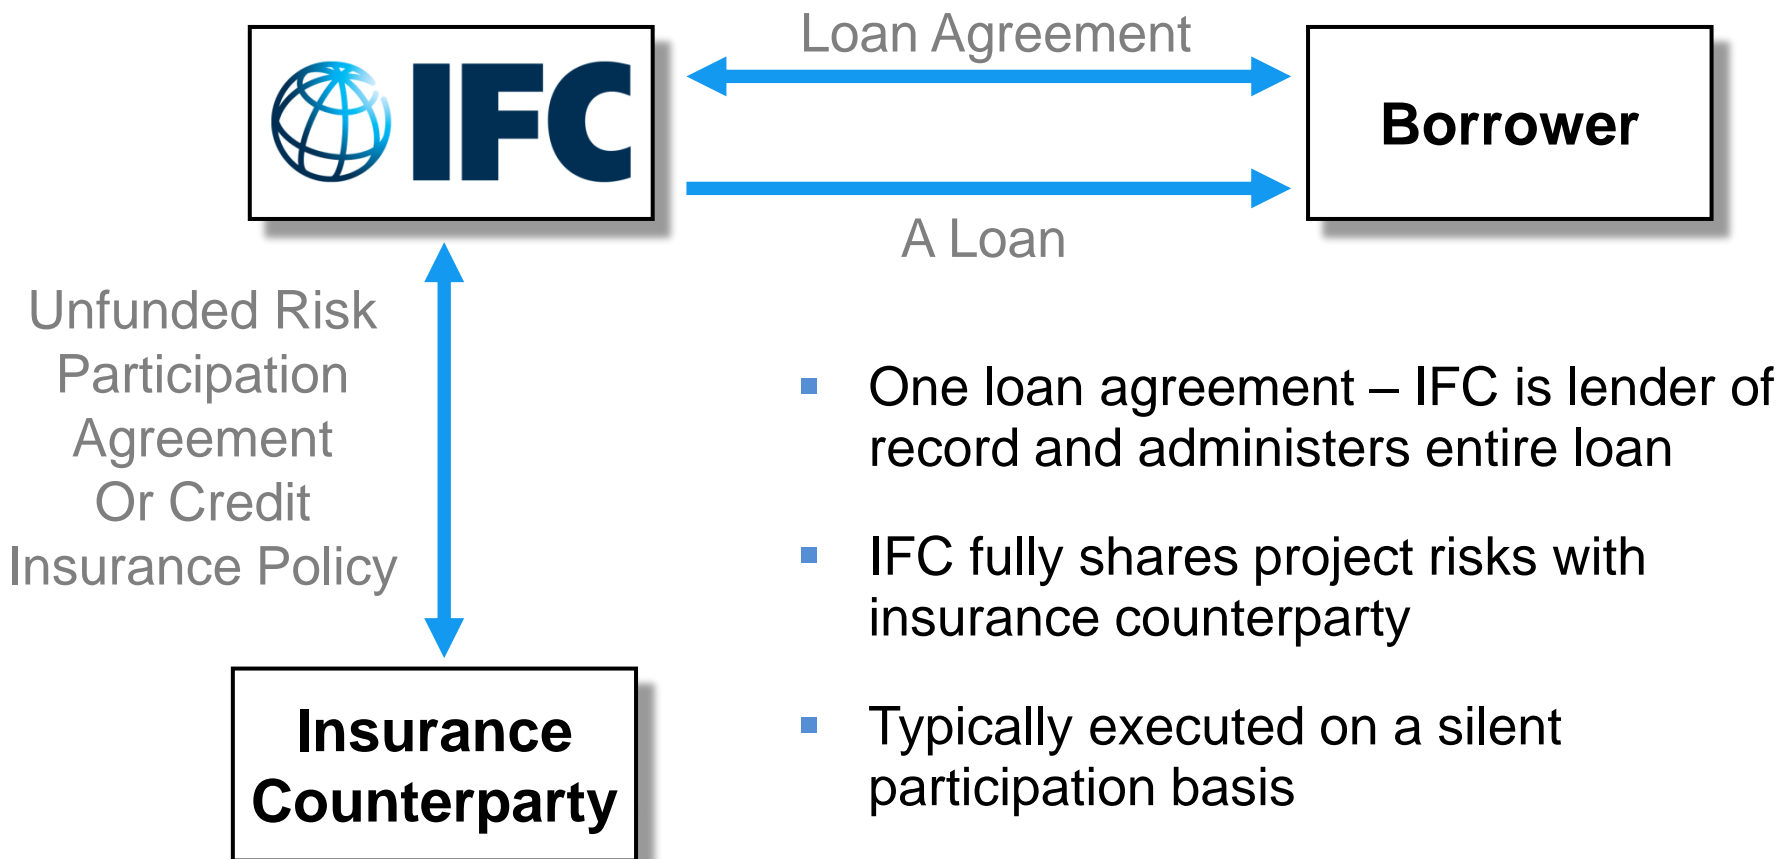 Loan Agreement
IFC
Borrower
A Loan
Unfunded Risk
Participation
Agreement
Or Credit
Insurance Policy
One loan agreement – IFC is lender of
record and administers entire loan
IFC fully shares project risks with
insurance counterparty
Typically executed on a silent
participation basis
Insurance
Counterparty